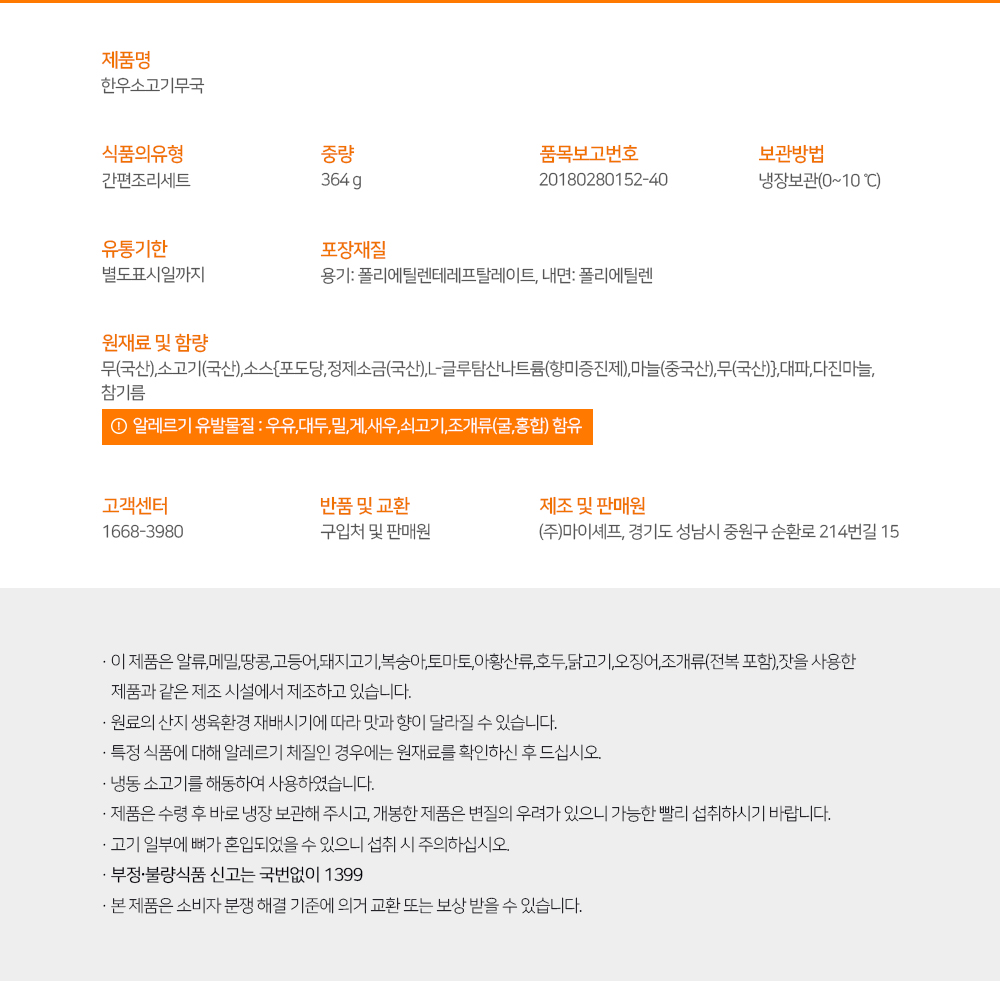 제품명
한우소고기무국
식품의유형
간편조리세트
중량
364 g
품목보고번호
20180280152-40
보관방법
냉장보관(0~10 ℃)
유통기한
별도표시일까지
포장재질
용기: 폴리에틸렌테레프탈레이트, 내면: 폴리에틸렌
원재료 및 함량
무(국산),소고기(국산),소스{포도당,정제소금(국산),L-글루탐산나트륨(향미증진제),마늘(중국산),무(국산)},대파,다진마늘,
참기름
! 알레르기 유발물질 : 우유,대두,밀,게,새우,쇠고기,조개류(굴,홍합) 함유
고객센터
1668-3980
반품 및 교환
구입처 및 판매원
제조 및 판매원
(주)마이셰프, 경기도 성남시 중원구 순환로 214번길 15
· 이 제품은 알류,메밀,땅콩,고등어,돼지고기,복숭아,토마토,아황산류,호두,닭고기,오징어,조개류(전복 포함),잣을 사용한
제품과 같은 제조 시설에서 제조하고 있습니다.
· 원료의 산지 생육환경 재배시기에 따라 맛과 향이 달라질 수 있습니다.
· 특정 식품에 대해 알레르기 체질인 경우에는 원재료를 확인하신 후 드십시오.
· 냉동 소고기를 해동하여 사용하였습니다.
· 제품은 수령 후 바로 냉장 보관해 주시고, 개봉한 제품은 변질의 우려가 있으니 가능한 빨리 섭취하시기 바랍니다.
· 고기 일부에 뼈가 혼입되었을 수 있으니 섭취 시 주의하십시오.
· 부정·불량식품 신고는 국번없이 1399
· 본 제품은 소비자 분쟁 해결 기준에 의거 교환 또는 보상 받을 수 있습니다.